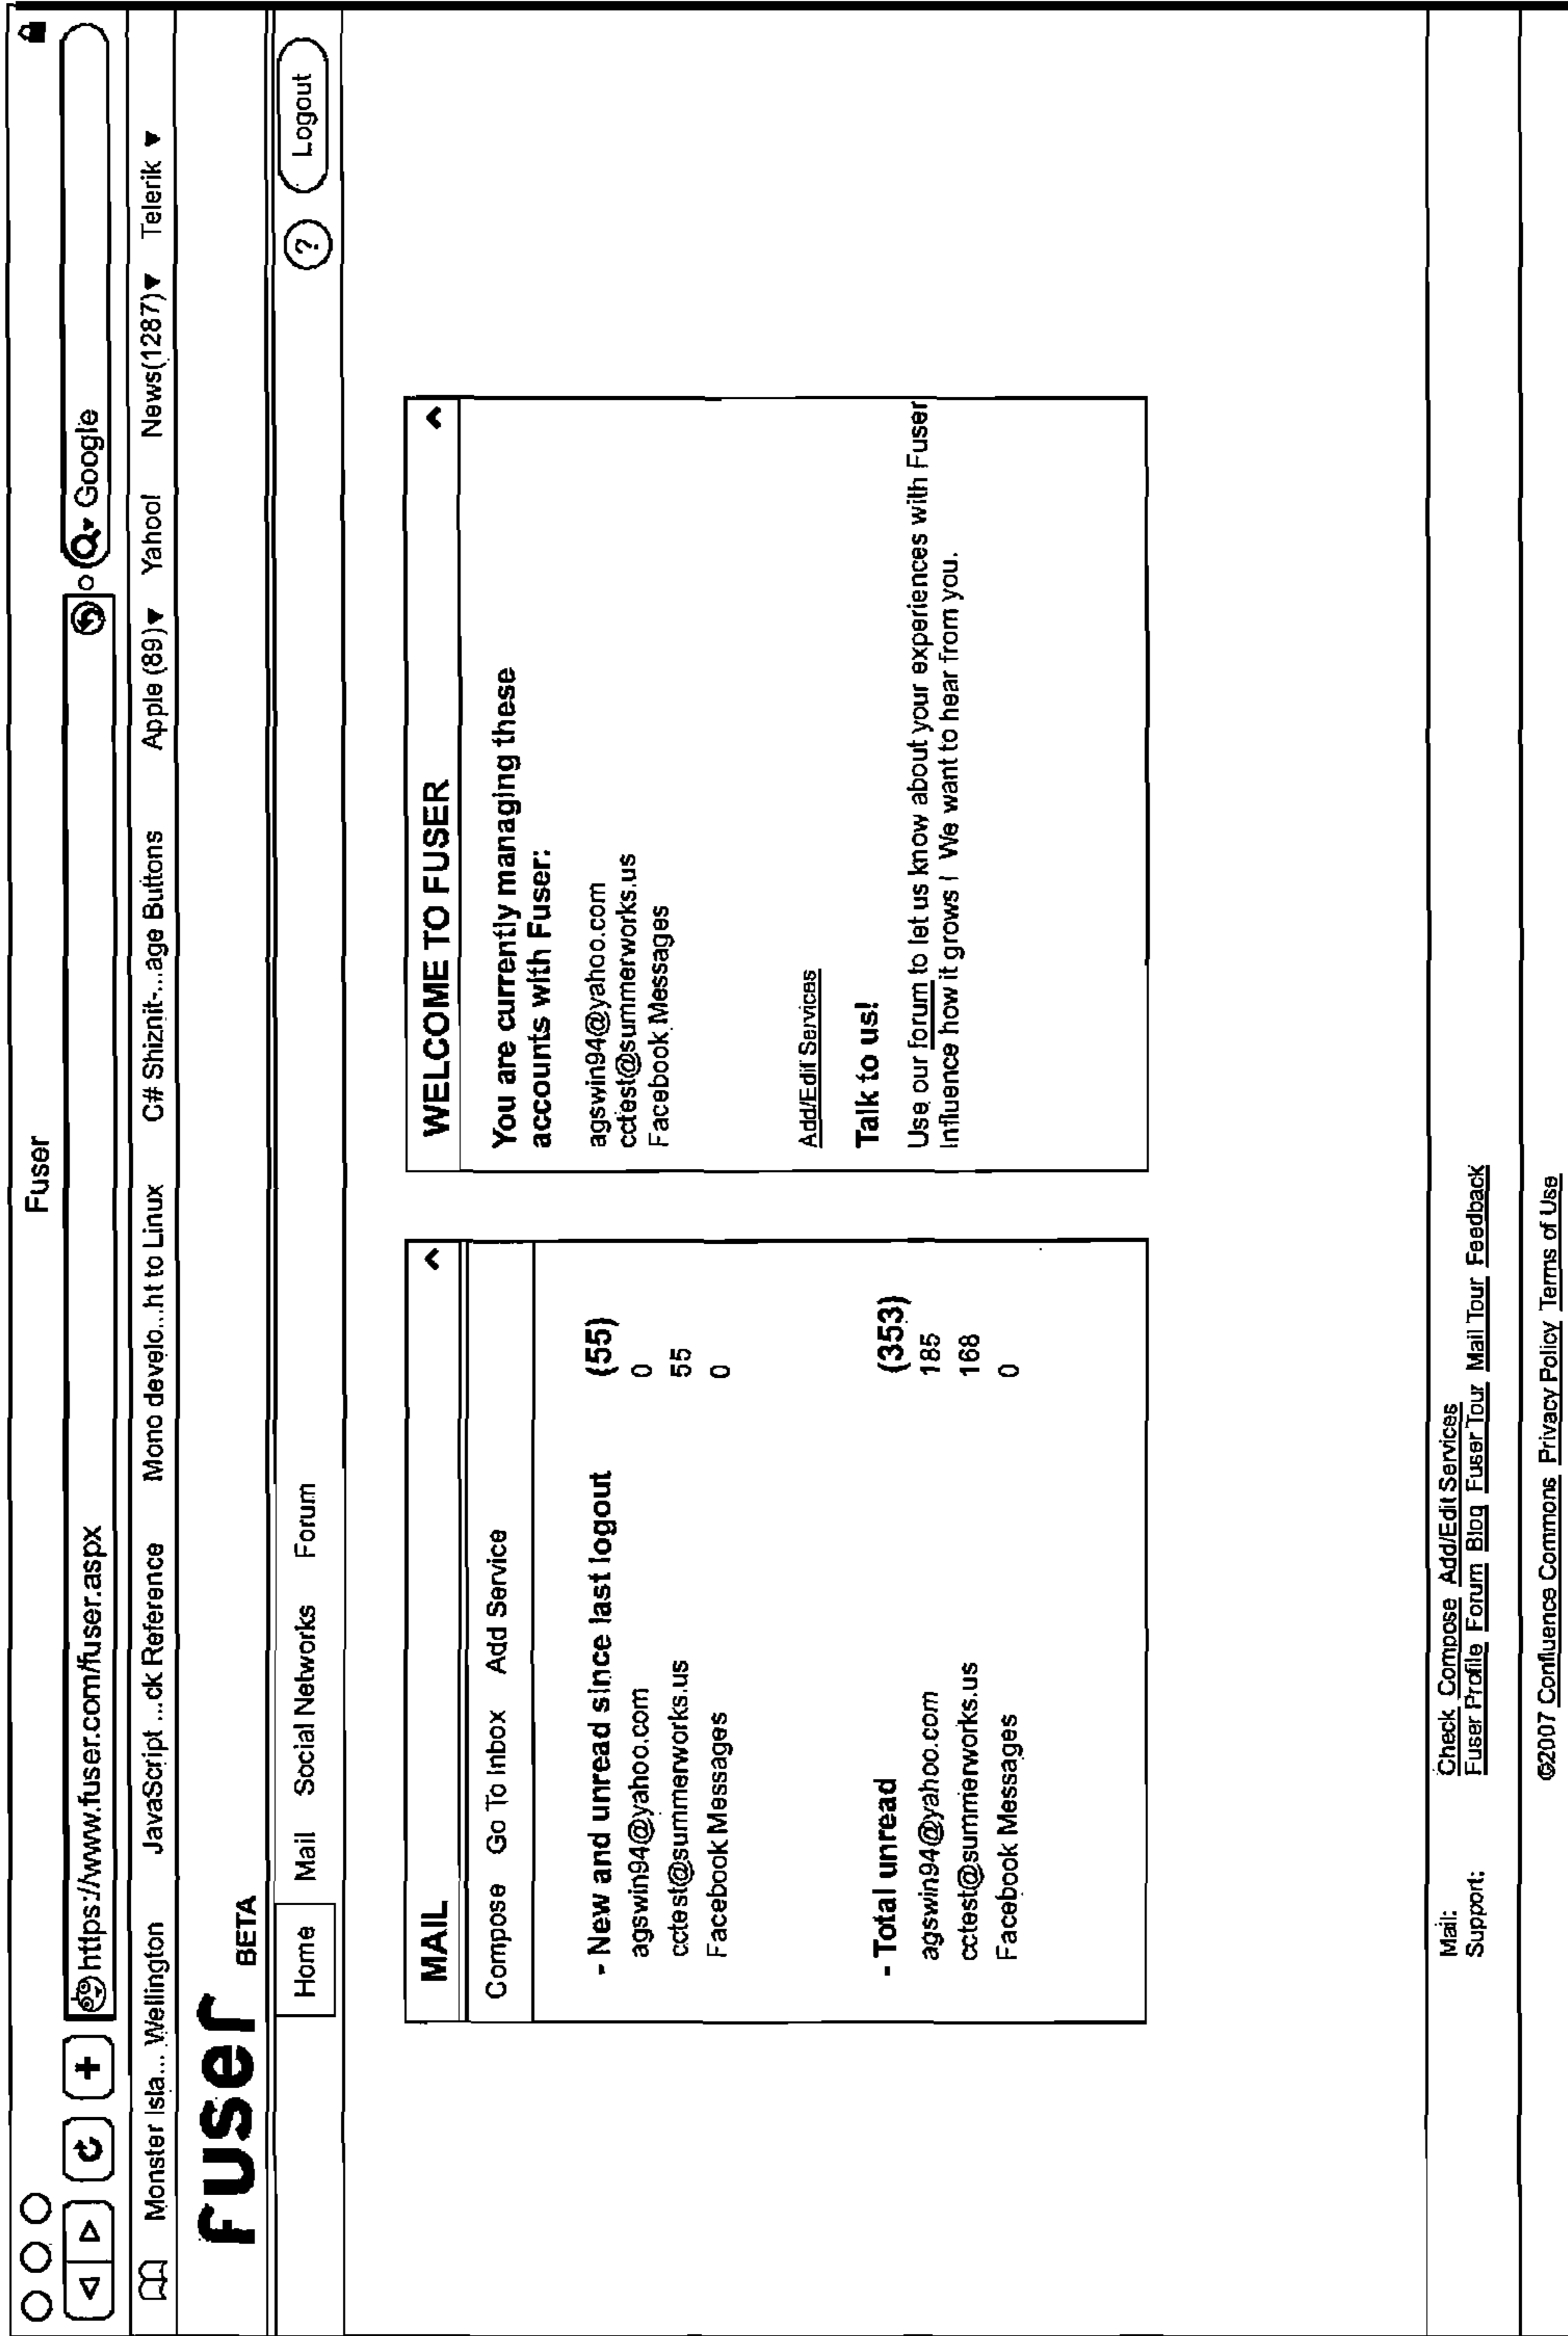 Fuser
https://www.fuser.com/fuser.aspx Google
Monster Isla... Wellington JavaScript ...ck Reference Mono develo...ht to Linux C# Shiznit-...age Buttons Apple (89)▼ Yahoo! News(1287)▼ Telerik ▼
fuser BETA
Home Mail Social Networks Forum ? Logout
MAIL
Compose Go To Inbox Add Service
- New and unread since last logout (55)
agswin94@yahoo.com 0
cctest@summerworks.us 55
Facebook Messages 0
- Total unread (353)
agswin94@yahoo.com 185
cctest@summerworks.us 168
Facebook Messages 0
WELCOME TO FUSER
You are currently managing these
accounts with Fuser:
agswin94@yahoo.com
cctest@summerworks.us
Facebook Messages
Add/Edit Services
Talk to us!
Use our forum to let us know about your experiences with Fuser
Influence how it grows ! We want to hear from you.
Mail: Check Compose Add/Edit Services
Support: Fuser Profile Forum Blog Fuser Tour Mail Tour Feedback
©2007 Confluence Commons Privacy Policy Terms of Use